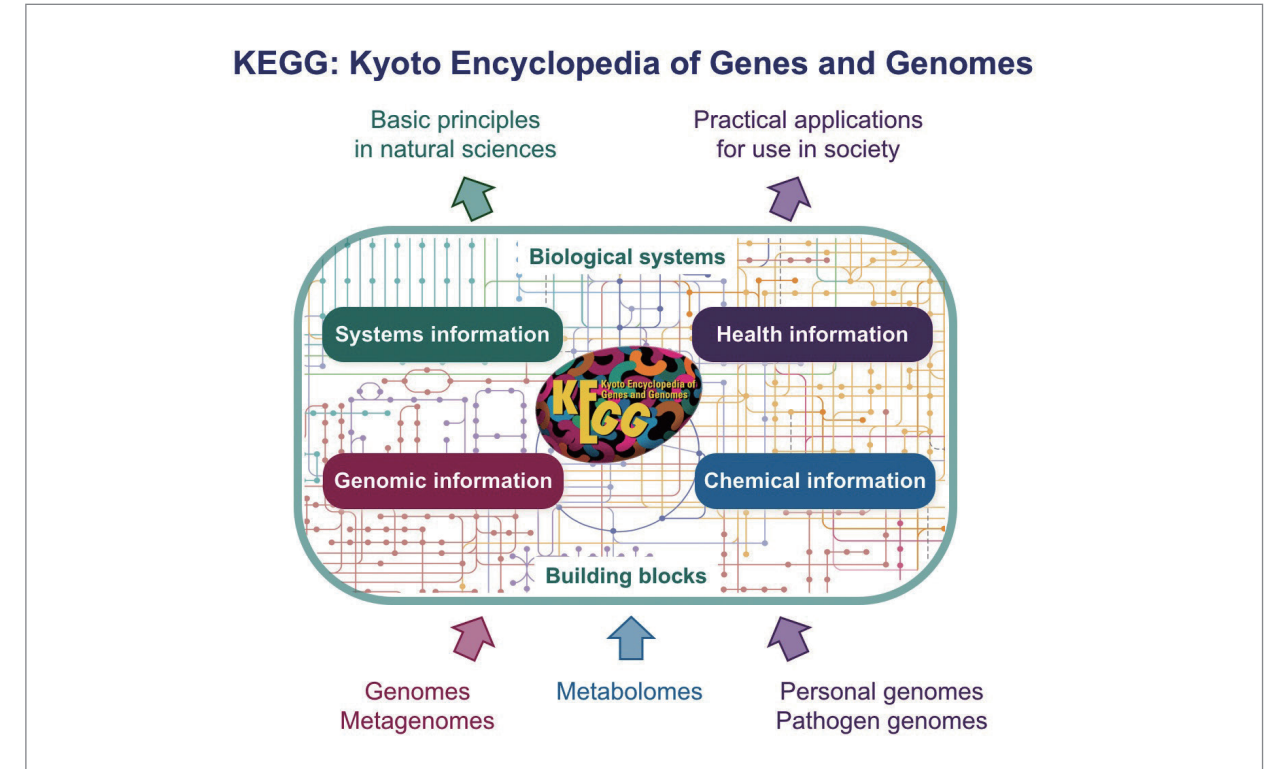 KEGG: Kyoto Encyclopedia of Genes and Genomes
Basic principles
in natural sciences
Practical applications
for use in society
Biological systems
Systems information
Health information
KEGG
Kyoto Encyclopedia of
Genes and Genomes
Genomic information
Chemical information
Building blocks
Genomes
Metagenomes
Metabolomes
Personal genomes
Pathogen genomes